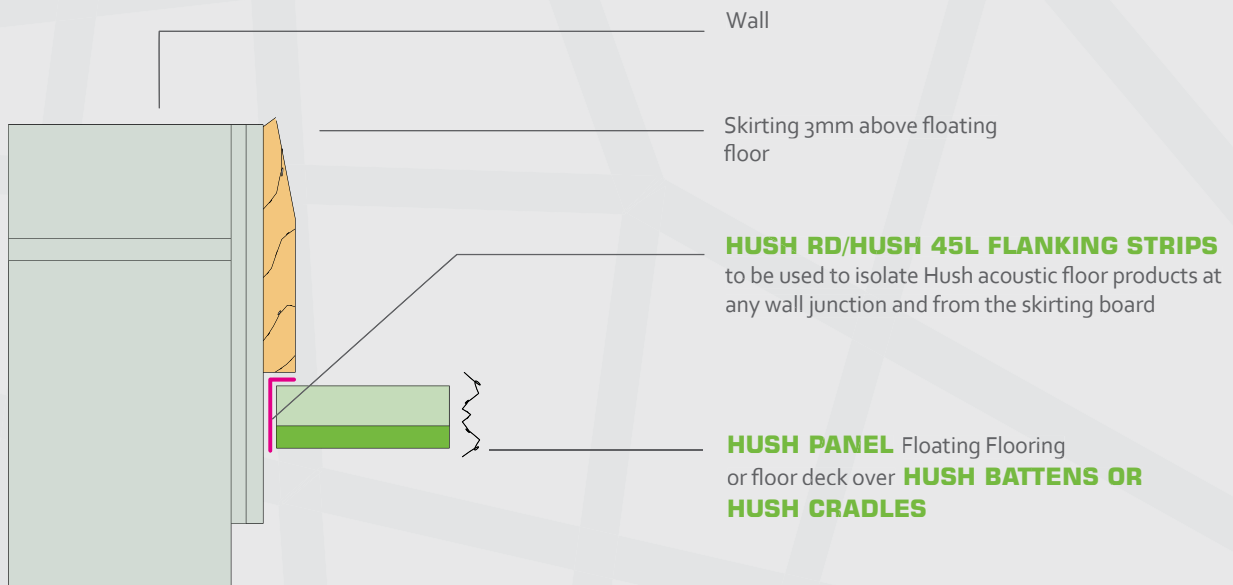 Wall
Skirting 3mm above floating
floor
HUSH RD/HUSH 45L FLANKING STRIPS
to be used to isolate Hush acoustic floor products at
any wall junction and from the skirting board
HUSH PANEL Floating Flooring
or floor deck over HUSH BATTENS OR
HUSH CRADLES